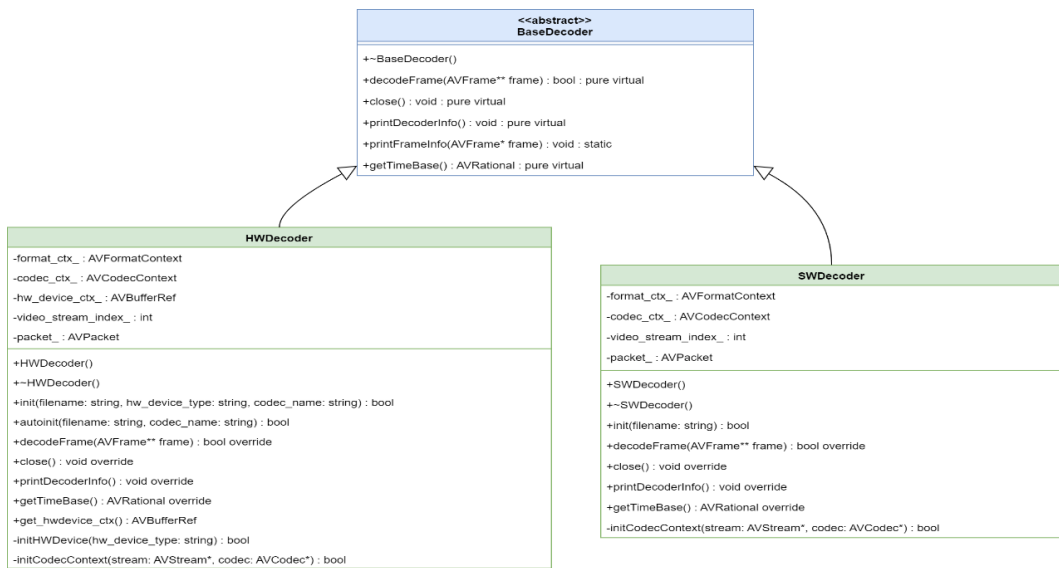 <<abstract>>
BaseDecoder
+~BaseDecoder()
+decodeFrame(AVFrame** frame) : bool : pure virtual
+close() : void : pure virtual
+printDecoderInfo() : void : pure virtual
+printFrameInfo(AVFrame* frame) : void : static
+getTimeBase() : AVRational : pure virtual
HWDecoder
-format_ctx_ : AVFormatContext
-codec_ctx_ : AVCodecContext
-hw_device_ctx_ : AVBufferRef
-video_stream_index_ : int
-packet_ : AVPacket
+HWDecoder()
+~HWDecoder()
+init(filename: string, hw_device_type: string, codec_name: string) : bool
+autoinit(filename: string, codec_name: string) : bool
+decodeFrame(AVFrame** frame) : bool override
+close() : void override
+printDecoderInfo() : void override
+getTimeBase() : AVRational override
+get_hwdevice_ctx() : AVBufferRef
-initHWDevice(hw_device_type: string) : bool
-initCodecContext(stream: AVStream*, codec: AVCodec*) : bool
SWDecoder
-format_ctx_ : AVFormatContext
-codec_ctx_ : AVCodecContext
-video_stream_index_ : int
-packet_ : AVPacket
+SWDecoder()
+~SWDecoder()
+init(filename: string) : bool
+decodeFrame(AVFrame** frame) : bool override
+close() : void override
+printDecoderInfo() : void override
+getTimeBase() : AVRational override
-initCodecContext(stream: AVStream*, codec: AVCodec*) : bool